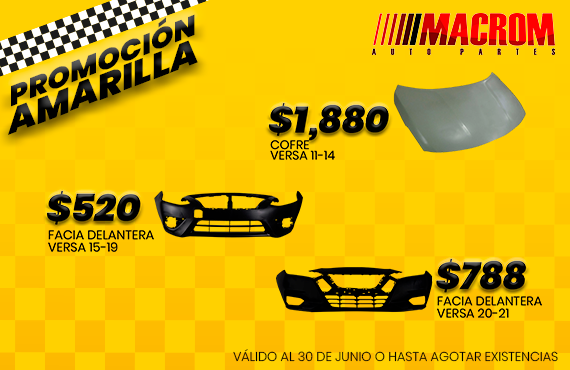 PROMOCIÓN
AMARILLA
MACROM
AUTO PARTES
$1,880
COFRE
VERSA 11-14
$520
FACIA DELANTERA
VERSA 15-19
$788
FACIA DELANTERA
VERSA 20-21
VÁLIDO AL 30 DE JUNIO O HASTA AGOTAR EXISTENCIAS